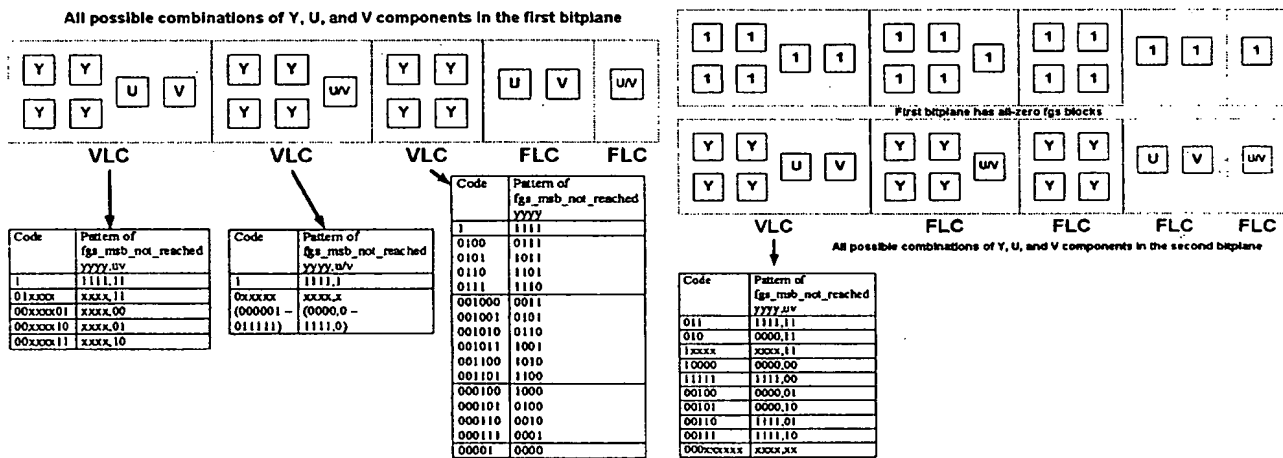 All possible combinations of Y, U, and V components in the first bitplane
Y Y Y Y Y Y U V
Y Y U V U/V U/V
Y Y Y Y Y Y
VLC VLC VLC FLC FLC
Code Pattern of
fgs_msb_not_reached
yyyy,uv
1 1111,11
01xxxx xxxx,11
00xxxx01 xxxx,00
00xxxx10 xxxx,01
00xxxx11 xxxx,10
Code Pattern of
fgs_msb_not_reached
yyyy,u/v
1 1111,1
0xxxxx xxxx,x
(000001 – (0000,0 –
011111) 1111,0)
Code Pattern of
fgs_msb_not_reached
yyyy
1 1111
0100 0111
0101 1011
0110 1101
0111 1110
001000 0011
001001 0101
001010 0110
001011 1001
001100 1010
001101 1100
000100 1000
000101 0100
000110 0010
000111 0001
00001 0000
1 1 1 1 1 1
1 1 1 1 1 1
1 1 1 1 1 1
First bitplane has all-zero fgs blocks
Y Y Y Y Y Y
U V U/V U V U/V
Y Y Y Y Y Y
VLC FLC FLC FLC FLC
All possible combinations of Y, U, and V components in the second bitplane
Code Pattern of
fgs_msb_not_reached
yyyy,uv
011 1111,11
010 0000,11
1xxxx xxxx,11
10000 0000,00
11111 1111,00
00100 0000,01
00101 0000,10
00110 1111,01
00111 1111,10
000xxxxxx xxxx,xx